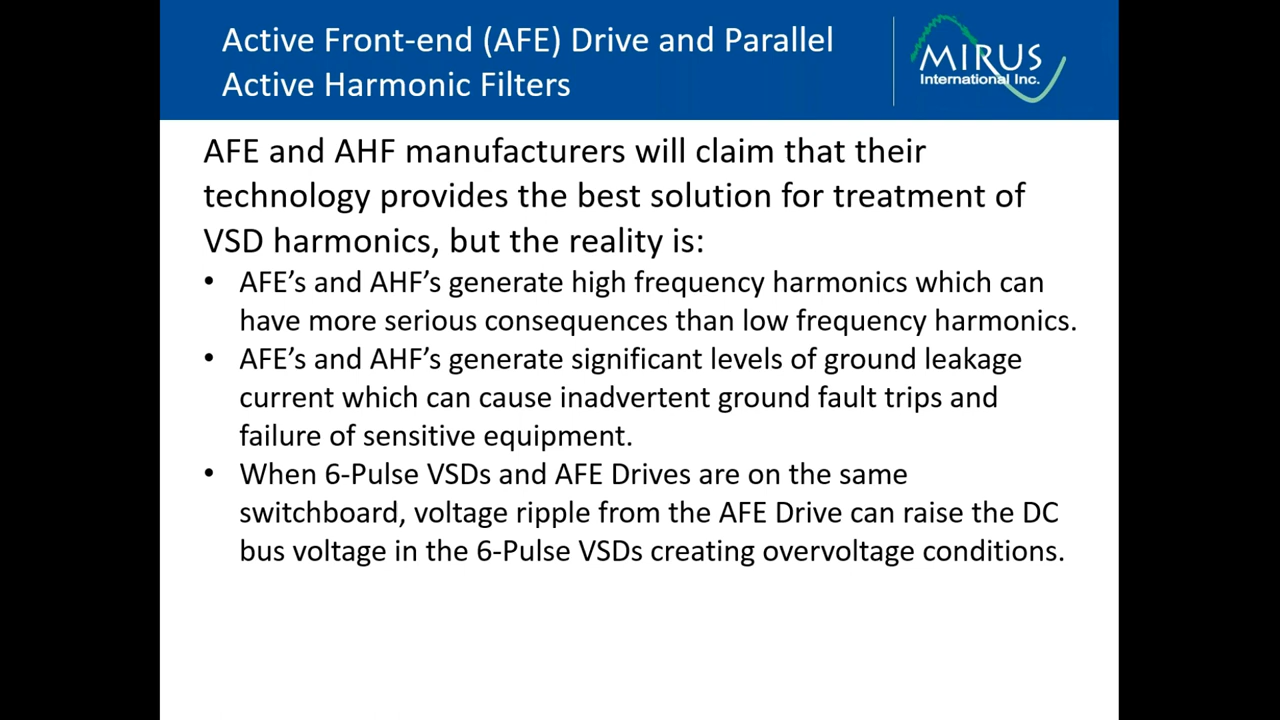 Active Front-end (AFE) Drive and Parallel
Active Harmonic Filters
MIRUS
International Inc.
AFE and AHF manufacturers will claim that their
technology provides the best solution for treatment of
VSD harmonics, but the reality is:
• AFE’s and AHF’s generate high frequency harmonics which can
have more serious consequences than low frequency harmonics.
• AFE’s and AHF’s generate significant levels of ground leakage
current which can cause inadvertent ground fault trips and
failure of sensitive equipment.
• When 6-Pulse VSDs and AFE Drives are on the same
switchboard, voltage ripple from the AFE Drive can raise the DC
bus voltage in the 6-Pulse VSDs creating overvoltage conditions.